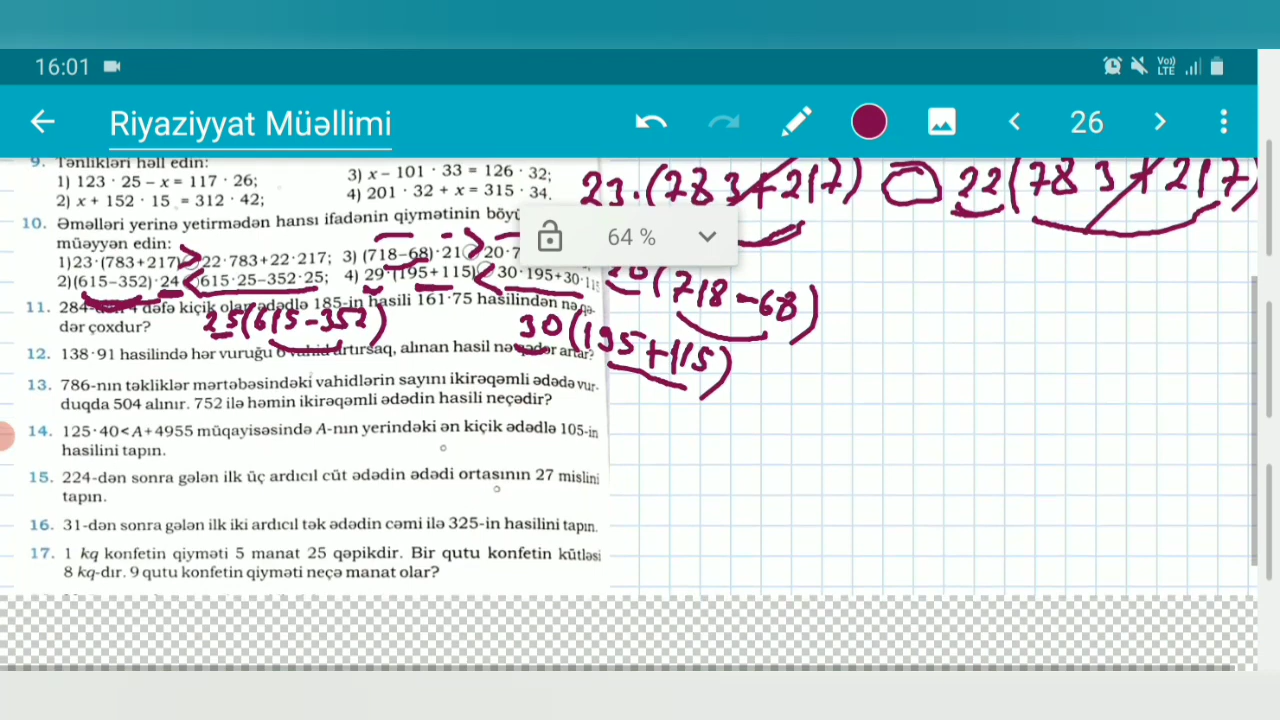 16:01
Vo)) LTE
Riyaziyyat Müəllimi
26
9. Tənlikləri həll edin:
1) 123 · 25 – x = 117 · 26;
3) x – 101 · 33 = 126 · 32;
2) x + 152 · 15 = 312 · 42;
4) 201 · 32 + x = 315 · 34.
23·(783+217) 22(783+217)
10. Əməlləri yerinə yetirmədən hansı ifadənin qiymətinin
müəyyən edin:
64 %
1)23·(783+217) > 22·783+22·217; 3) (718–68)·21 > 20·7
2)(615–352)·24 < 615·25–352·25; 4) 29·(195+115) < 30·195+30·115
(718-68)
11. 284 dəfə kiçik olan ədədlə 185-in hasili 161·75 hasilindən
dər çoxdur?
25(615-352)
30(195+115)
12. 138·91 hasilində hər vuruğu artırsaq, alınan hasil nə qədər artar?
13. 786-nın təkliklər mərtəbəsindəki vahidlərin sayını ikirəqəmli ədədə vur-
duqda 504 alınır. 752 ilə həmin ikirəqəmli ədədin hasili neçədir?
14. 125·40<A+4955 müqayisəsində A-nın yerindəki ən kiçik ədədlə 105-in
hasilini tapın.
15. 224-dən sonra gələn ilk üç ardıcıl cüt ədədin ədədi ortasının 27 mislini
tapın.
16. 31-dən sonra gələn ilk iki ardıcıl tək ədədin cəmi ilə 325-in hasilini tapın.
17. 1 kq konfetin qiyməti 5 manat 25 qəpikdir. Bir qutu konfetin kütləsi
8 kq-dır. 9 qutu konfetin qiyməti neçə manat olar?